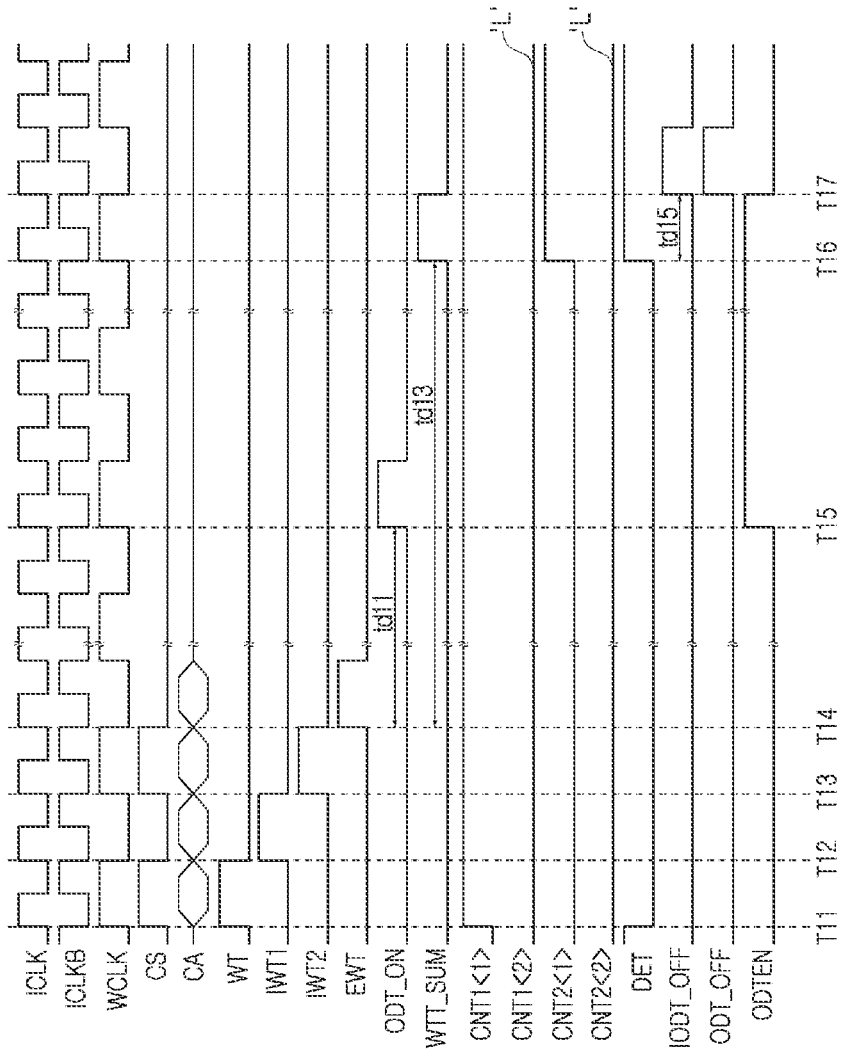 ICLK
ICLKB
WCLK
CS
CA
WT
IWT1
IWT2
EWT
ODT_ON
td11
WTT_SUM
td13
CNT1<1>
CNT1<2>
'L'
CNT2<1>
CNT2<2>
'L'
DET
IODT_OFF
td15
ODT_OFF
ODTEN
T11 T12 T13 T14 T15 T16 T17